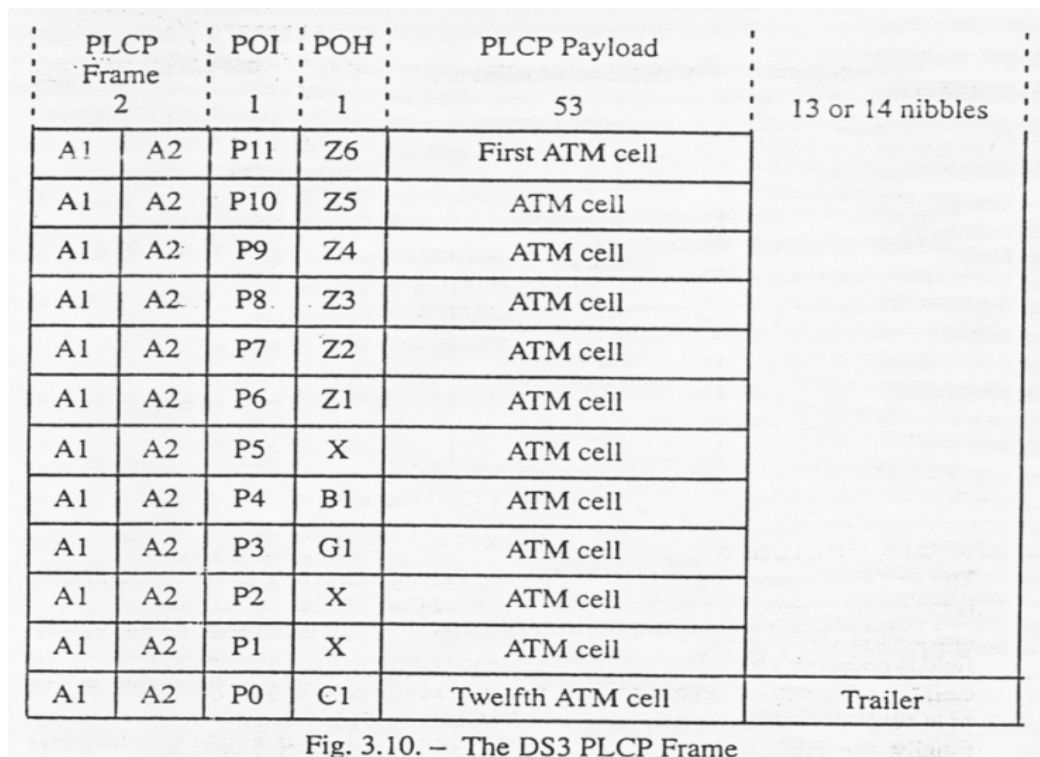 PLCP Frame POI POH PLCP Payload
2 1 1 53 13 or 14 nibbles
A1 A2 P11 Z6 First ATM cell
A1 A2 P10 Z5 ATM cell
A1 A2 P9 Z4 ATM cell
A1 A2 P8 Z3 ATM cell
A1 A2 P7 Z2 ATM cell
A1 A2 P6 Z1 ATM cell
A1 A2 P5 X ATM cell
A1 A2 P4 B1 ATM cell
A1 A2 P3 G1 ATM cell
A1 A2 P2 X ATM cell
A1 A2 P1 X ATM cell
A1 A2 P0 C1 Twelfth ATM cell Trailer
Fig. 3.10. – The DS3 PLCP Frame